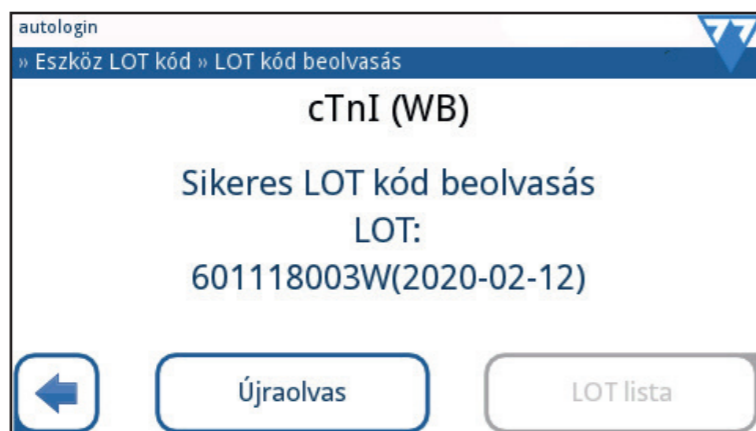 autologin
77
» Eszköz LOT kód » LOT kód beolvasás
cTnI (WB)
Sikeres LOT kód beolvasás
LOT:
601118003W(2020-02-12)
Újraolvas
LOT lista